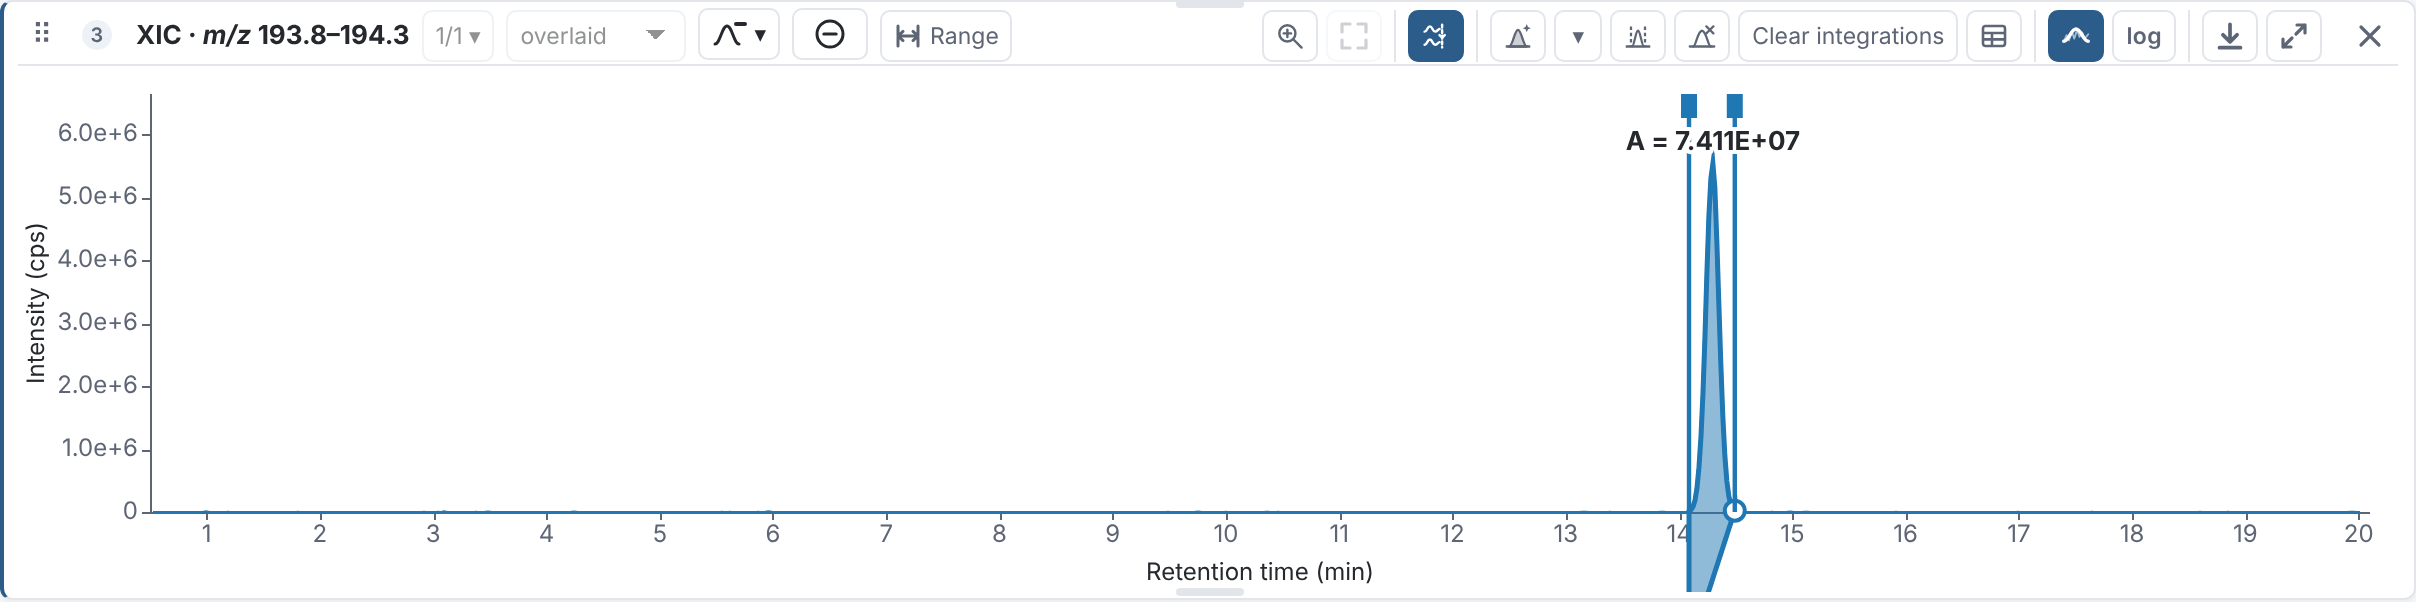 3 XIC · m/z 193.8–194.3 1/1 ▾ overlaid Range Clear integrations log
A = 7.411E+07
6.0e+6
5.0e+6
4.0e+6
3.0e+6
2.0e+6
1.0e+6
0
Intensity (cps)
1 2 3 4 5 6 7 8 9 10 11 12 13 14 15 16 17 18 19 20
Retention time (min)